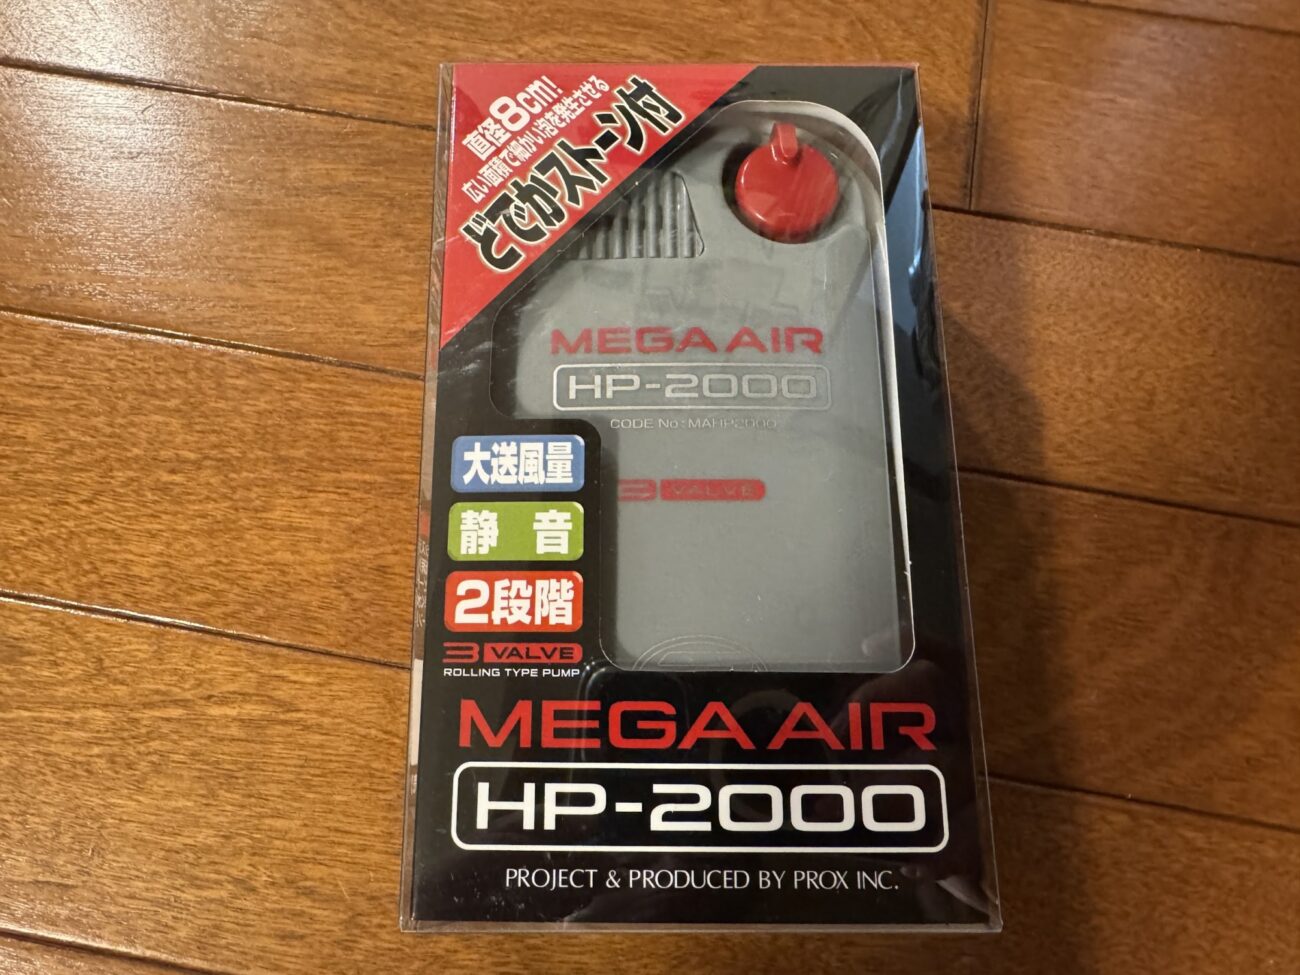 直径8cm!
広い面積で細かい泡を発生させる
どでかストーン付
MEGA AIR
HP-2000
CODE No:MAHP2000
3 VALVE
大送風量
静 音
2段階
3 VALVE
ROLLING TYPE PUMP
MEGA AIR
HP-2000
PROJECT & PRODUCED BY PROX INC.